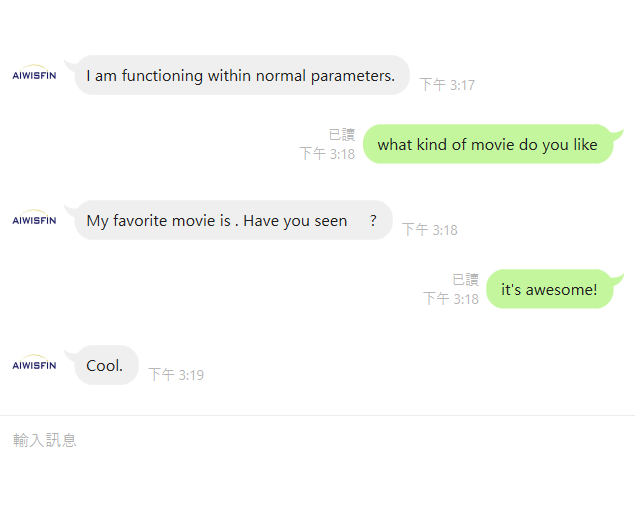 AIWISFIN
I am functioning within normal parameters.
下午 3:17
已讀
下午 3:18
what kind of movie do you like
AIWISFIN
My favorite movie is . Have you seen ?
下午 3:18
已讀
下午 3:18
it's awesome!
AIWISFIN
Cool.
下午 3:19
輸入訊息